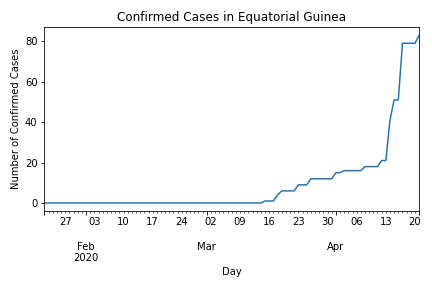 Confirmed Cases in Equatorial Guinea
Number of Confirmed Cases
80
60
40
20
0
27 03 10 17 24 02 09 16 23 30 06 13 20
Feb Mar Apr
2020
Day